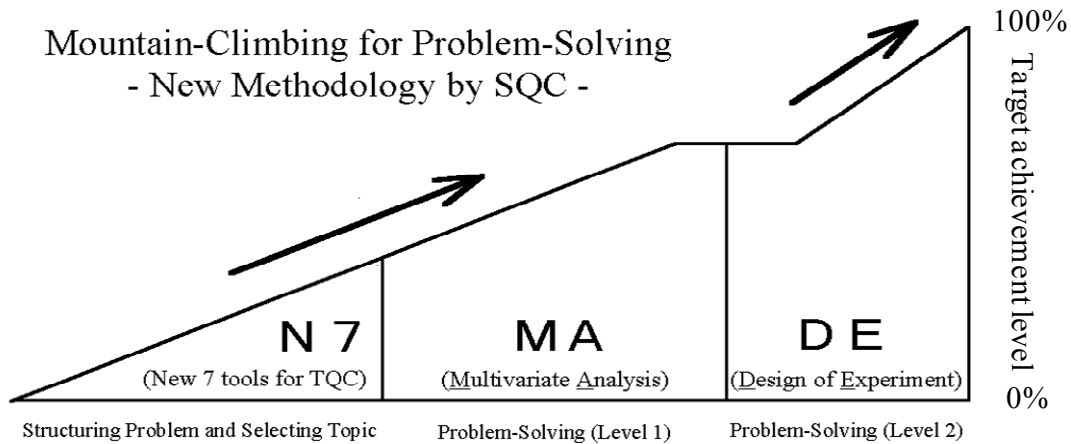 Mountain-Climbing for Problem-Solving
- New Methodology by SQC -
100%
Target achievement level
0%
N 7
(New 7 tools for TQC)
M A
(Multivariate Analysis)
D E
(Design of Experiment)
Structuring Problem and Selecting Topic
Problem-Solving (Level 1)
Problem-Solving (Level 2)